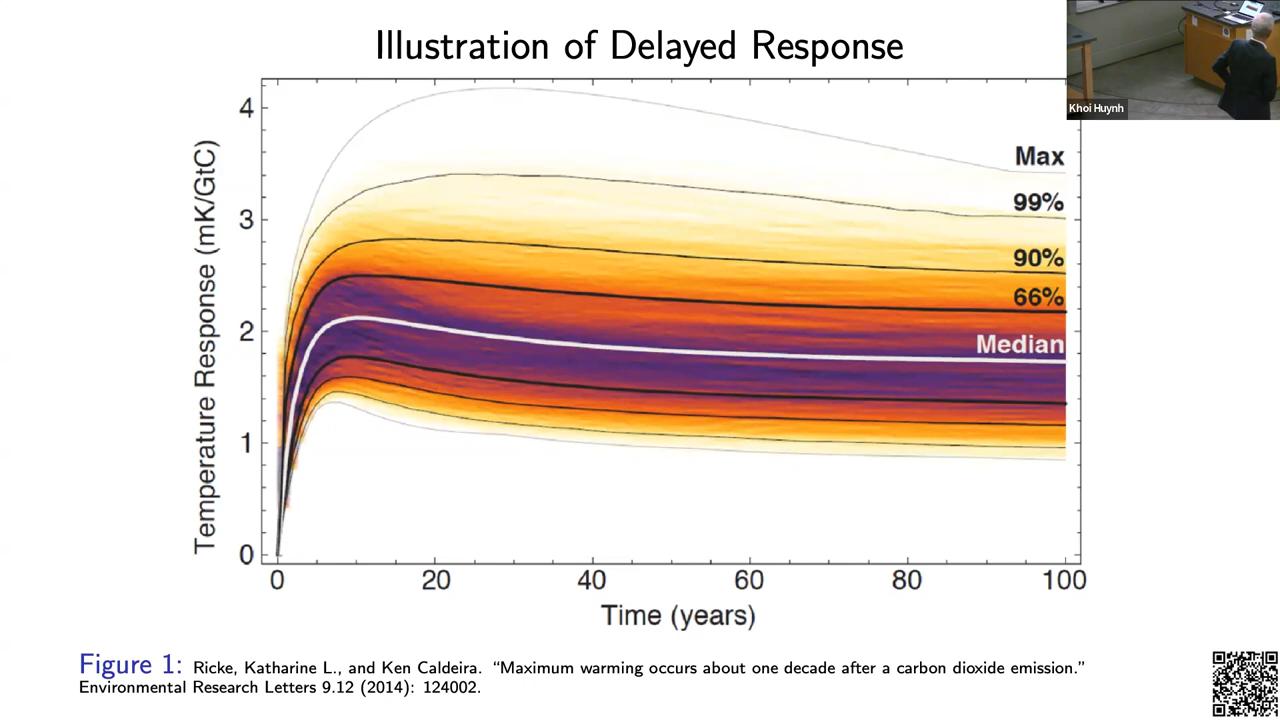 Illustration of Delayed Response
Khoi Huynh
Temperature Response (mK/GtC)
4
3
2
1
0
Max
99%
90%
66%
Median
0 20 40 60 80 100
Time (years)
Figure 1: Ricke, Katharine L., and Ken Caldeira. “Maximum warming occurs about one decade after a carbon dioxide emission.”
Environmental Research Letters 9.12 (2014): 124002.